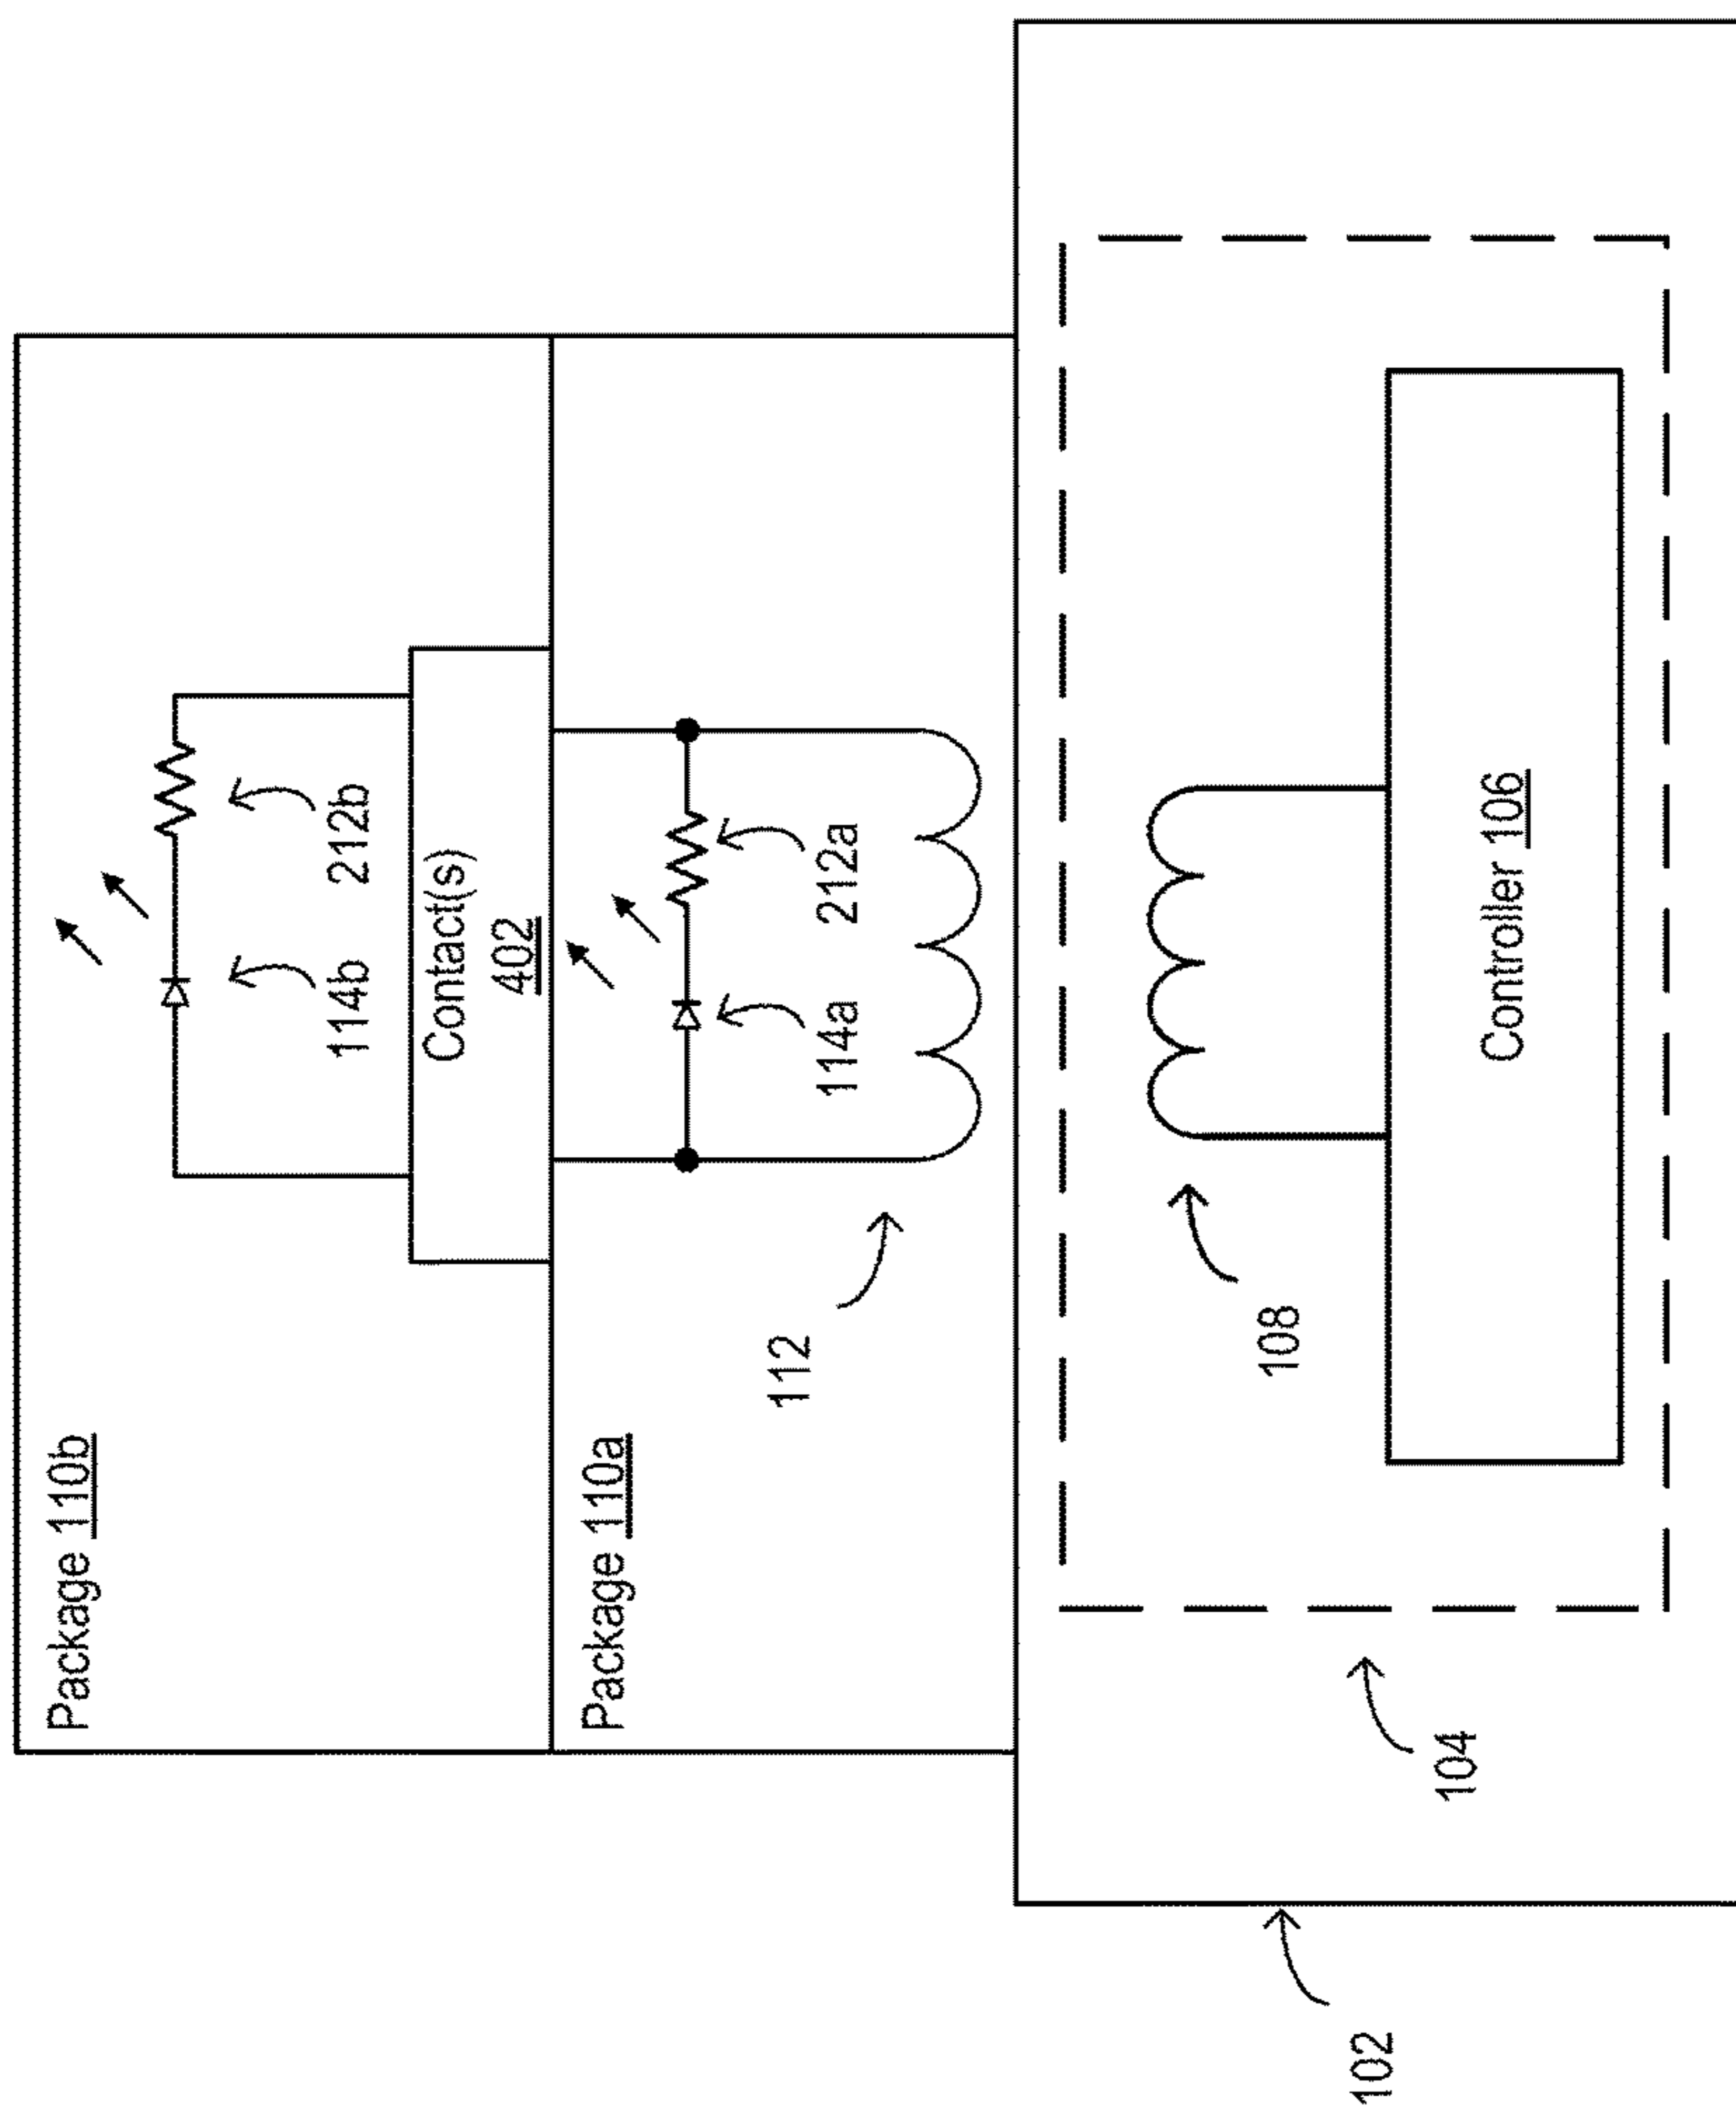 Package 110b
114b
212b
Contact(s)
402
Package 110a
114a
212a
112
108
Controller 106
104
102